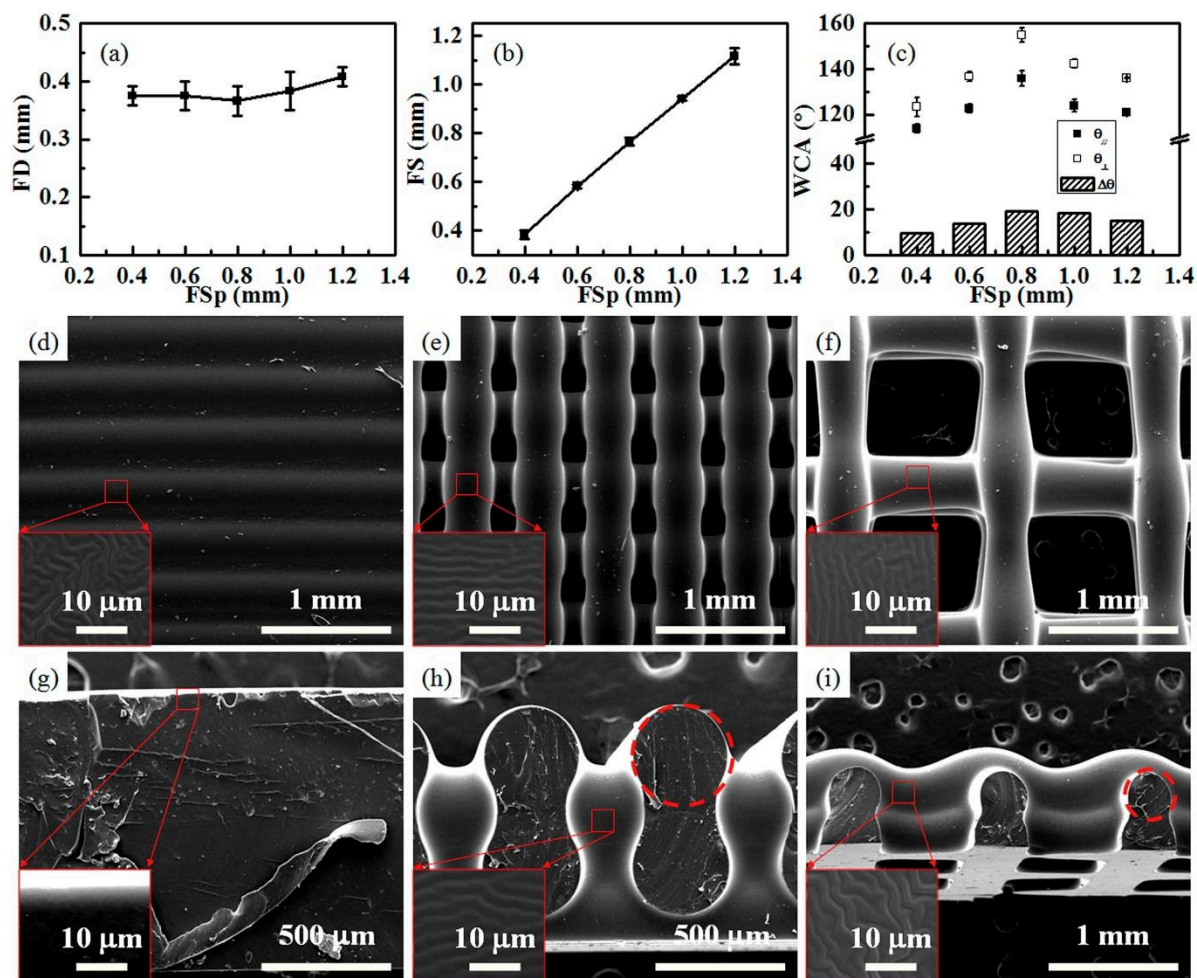 (a)
FD (mm)
0.5
0.4
0.3
0.2
0.1
0.2 0.4 0.6 0.8 1.0 1.2 1.4
FSp (mm)
(b)
FS (mm)
1.2
1.0
0.8
0.6
0.4
0.2 0.4 0.6 0.8 1.0 1.2 1.4
FSp (mm)
(c)
WCA (°)
160
140
120
40
20
0
θ∥
θ⊥
Δθ
0.2 0.4 0.6 0.8 1.0 1.2 1.4
FSp (mm)
(d)
10 μm
1 mm
(e)
10 μm
1 mm
(f)
10 μm
1 mm
(g)
10 μm
500 μm
(h)
10 μm
500 μm
(i)
10 μm
1 mm